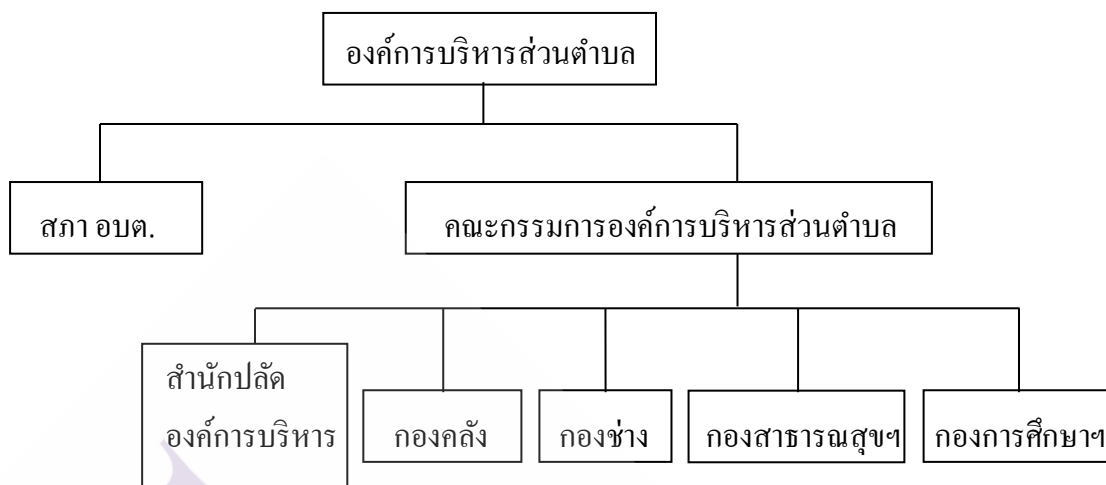 องค์การบริหารส่วนตำบล
สภา อบต.
คณะกรรมการองค์การบริหารส่วนตำบล
สำนักปลัด
องค์การบริหาร
กองคลัง
กองช่าง
กองสาธารณสุขฯ
กองการศึกษาฯ